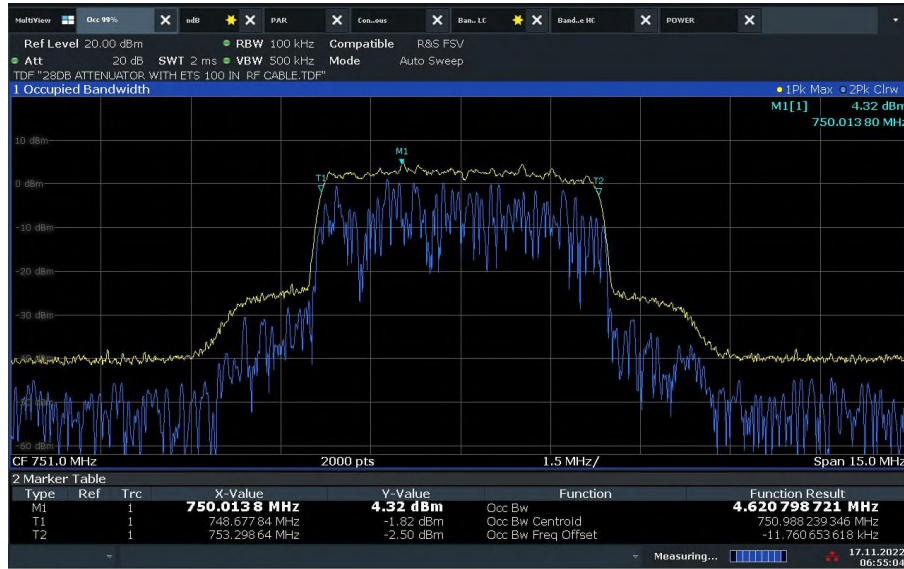 MultiView Occ 99% ndB PAR Con..ous Ban.. LC Band..e HC POWER
Ref Level 20.00 dBm RBW 100 kHz Compatible R&S FSV
Att 20 dB SWT 2 ms VBW 500 kHz Mode Auto Sweep
TDF "28DB ATTENUATOR WITH ETS 100 IN RF CABLE.TDF"
1 Occupied Bandwidth 1Pk Max 2Pk Clrw
M1[1] 4.32 dBm
750.013 80 MHz
10 dBm
M1
T1
T2
0 dBm
-10 dBm
-20 dBm
-30 dBm
CF 751.0 MHz 2000 pts 1.5 MHz/ Span 15.0 MHz
2 Marker Table
Type Ref Trc X-Value Y-Value Function Function Result
M1 1 750.013 8 MHz 4.32 dBm Occ Bw 4.620 798 721 MHz
T1 1 748.677 84 MHz -1.82 dBm Occ Bw Centroid 750.988 239 346 MHz
T2 1 753.298 64 MHz -2.50 dBm Occ Bw Freq Offset -11.760 653 618 kHz
Measuring... 17.11.2022
06:55:04